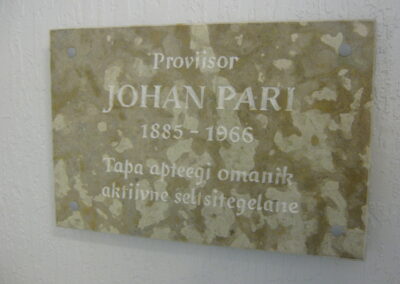 Proviisor
JOHAN PARI
1885 - 1966
Tapa apteegi omanik
aktiivne seltsitegelane